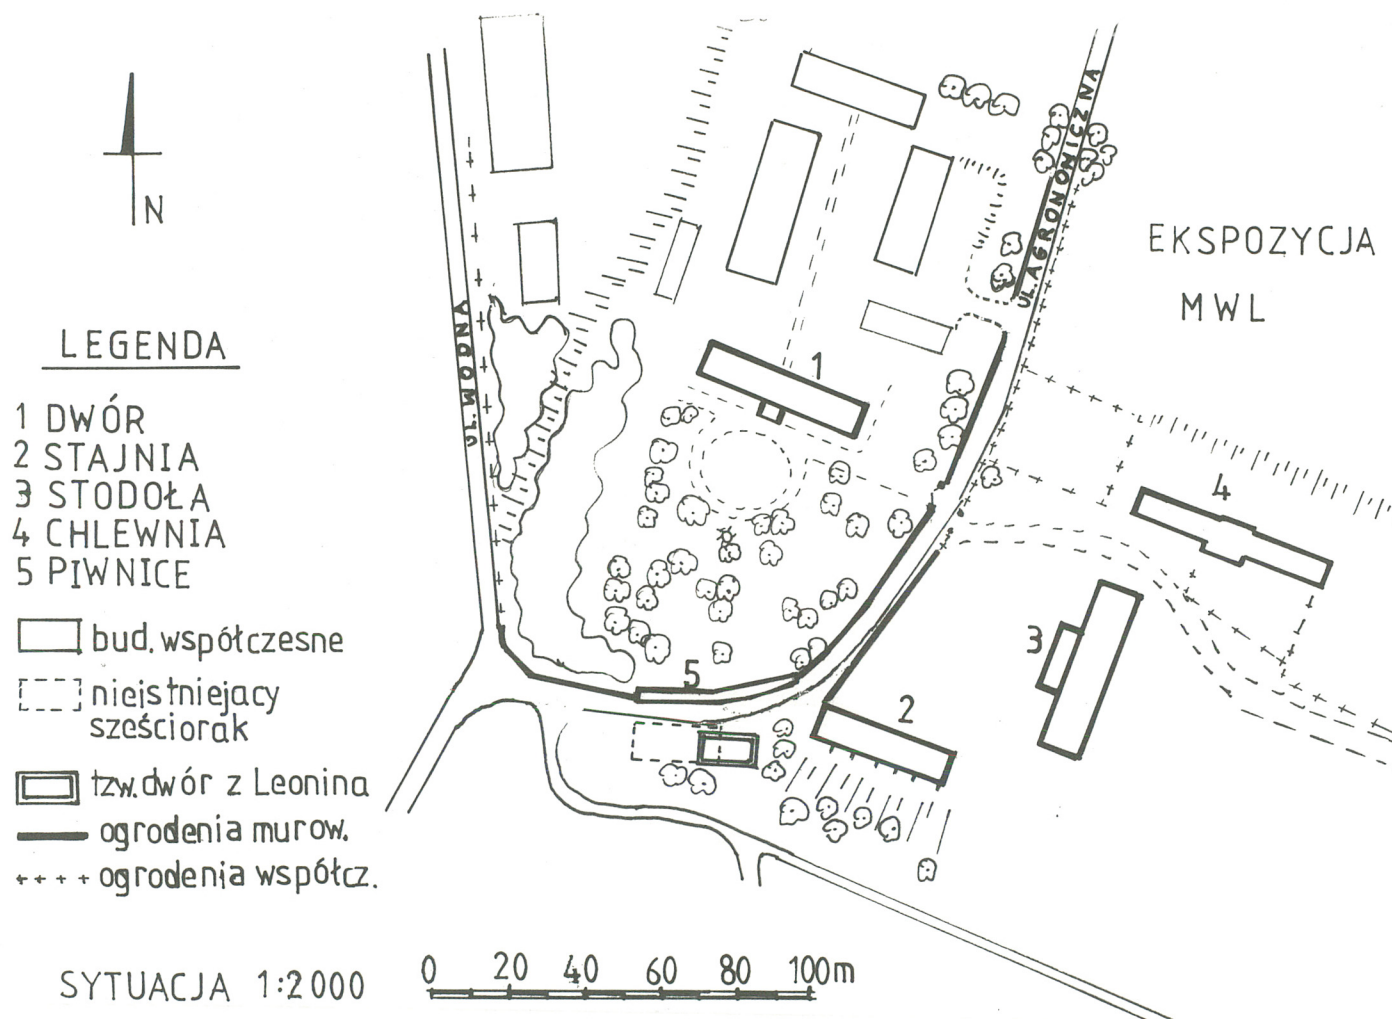 N
LEGENDA
1 DWÓR
2 STAJNIA
3 STODOŁA
4 CHLEWNIA
5 PIWNICE
bud. współczesne
nieistniejacy
sześciorak
tzw. dwór z Leonina
ogrodenia murow.
ogrodenia współcz.
SYTUACJA 1:2000
0 20 40 60 80 100m
UL. WODNA
UL. AGRONOMICZNA
EKSPOZYCJA
MWL
1
4
3
5
2